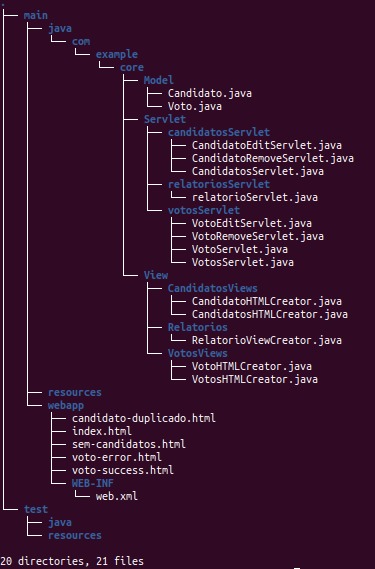 .
├── main
│   ├── java
│   │   └── com
│   │       └── example
│   │           └── core
│   │               ├── Model
│   │               │   ├── Candidato.java
│   │               │   └── Voto.java
│   │               ├── Servlet
│   │               │   ├── candidatosServlet
│   │               │   │   ├── CandidatoEditServlet.java
│   │               │   │   ├── CandidatoRemoveServlet.java
│   │               │   │   └── CandidatosServlet.java
│   │               │   ├── relatoriosServlet
│   │               │   │   └── relatorioServlet.java
│   │               │   └── votosServlet
│   │               │       ├── VotoEditServlet.java
│   │               │       ├── VotoRemoveServlet.java
│   │               │       ├── VotoServlet.java
│   │               │       └── VotosServlet.java
│   │               └── View
│   │                   ├── CandidatosViews
│   │                   │   ├── CandidatoHTMLCreator.java
│   │                   │   └── CandidatosHTMLCreator.java
│   │                   ├── Relatorios
│   │                   │   └── RelatorioViewCreator.java
│   │                   └── VotosViews
│   │                       ├── VotoHTMLCreator.java
│   │                       └── VotosHTMLCreator.java
│   ├── resources
│   └── webapp
│       ├── candidato-duplicado.html
│       ├── index.html
│       ├── sem-candidatos.html
│       ├── voto-error.html
│       ├── voto-success.html
│       └── WEB-INF
│           └── web.xml
└── test
    ├── java
    └── resources
20 directories, 21 files